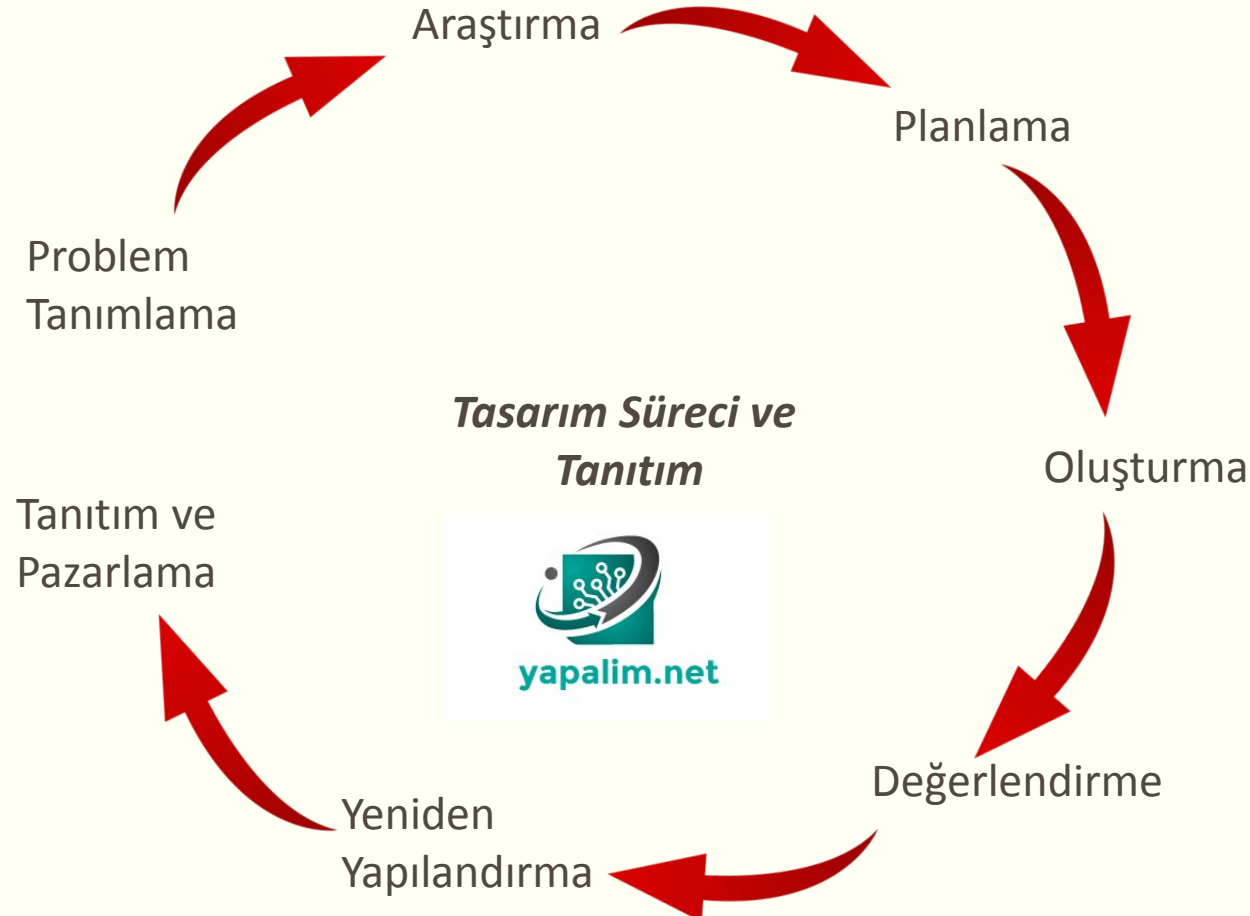 Araştırma
Planlama
Problem
Tanımlama
Tasarım Süreci ve
Tanıtım
Oluşturma
Tanıtım ve
Pazarlama
yapalim.net
Değerlendirme
Yeniden
Yapılandırma